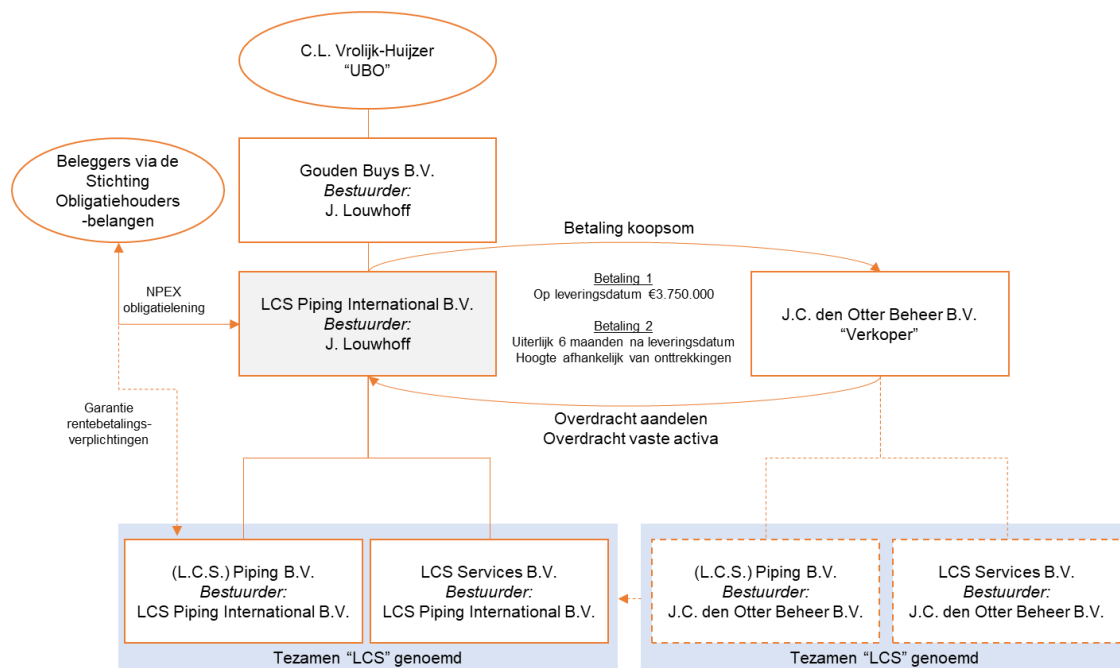 C.L. Vrolijk-Huijzer
“UBO”
Beleggers via de
Stichting
Obligatiehouders
-belangen
Gouden Buys B.V.
Bestuurder:
J. Louwhoff
Betaling koopsom
NPEX
obligatielening
LCS Piping International B.V.
Bestuurder:
J. Louwhoff
Betaling 1
Op leveringsdatum €3.750.000
Betaling 2
Uiterlijk 6 maanden na leveringsdatum
Hoogte afhankelijk van onttrekkingen
J.C. den Otter Beheer B.V.
“Verkoper”
Garantie
rentebetalings-
verplichtingen
Overdracht aandelen
Overdracht vaste activa
(L.C.S.) Piping B.V.
Bestuurder:
LCS Piping International B.V.
LCS Services B.V.
Bestuurder:
LCS Piping International B.V.
(L.C.S.) Piping B.V.
Bestuurder:
J.C. den Otter Beheer B.V.
LCS Services B.V.
Bestuurder:
J.C. den Otter Beheer B.V.
Tezamen “LCS” genoemd
Tezamen “LCS” genoemd